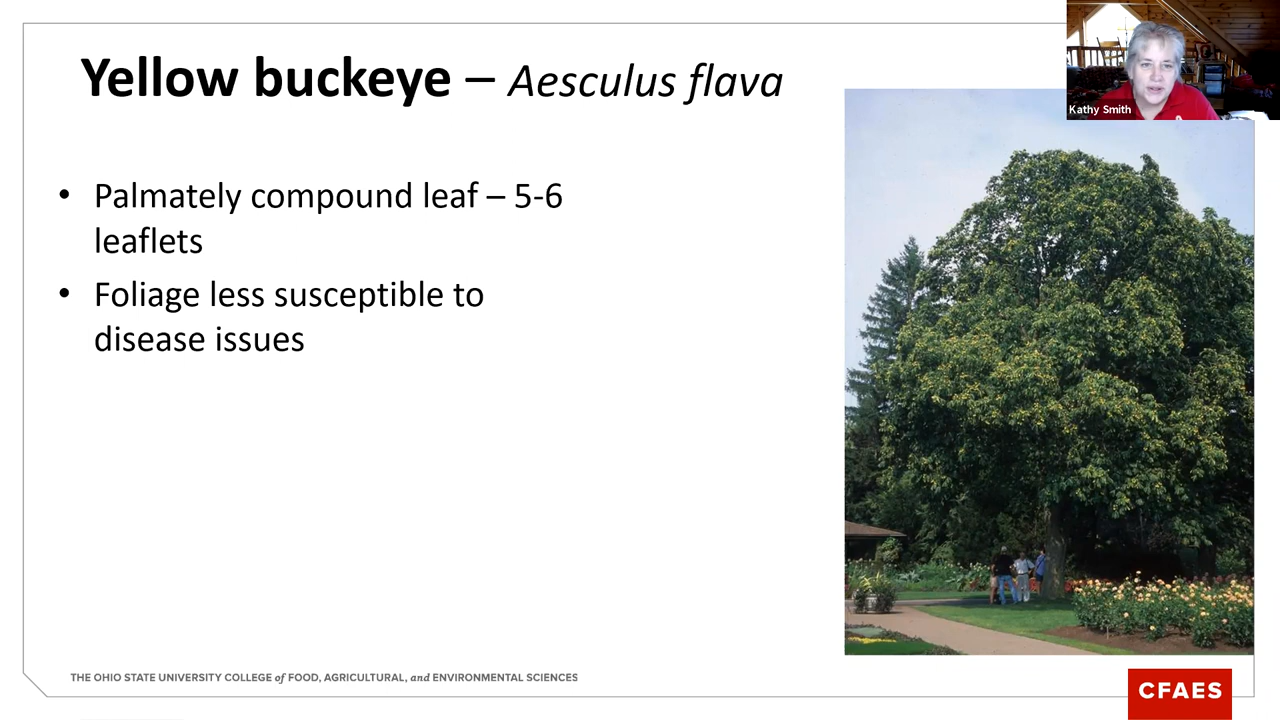 Yellow buckeye – Aesculus flava
Kathy Smith
• Palmately compound leaf – 5-6
leaflets
• Foliage less susceptible to
disease issues
THE OHIO STATE UNIVERSITY COLLEGE of FOOD, AGRICULTURAL, and ENVIRONMENTAL SCIENCES
CFAES